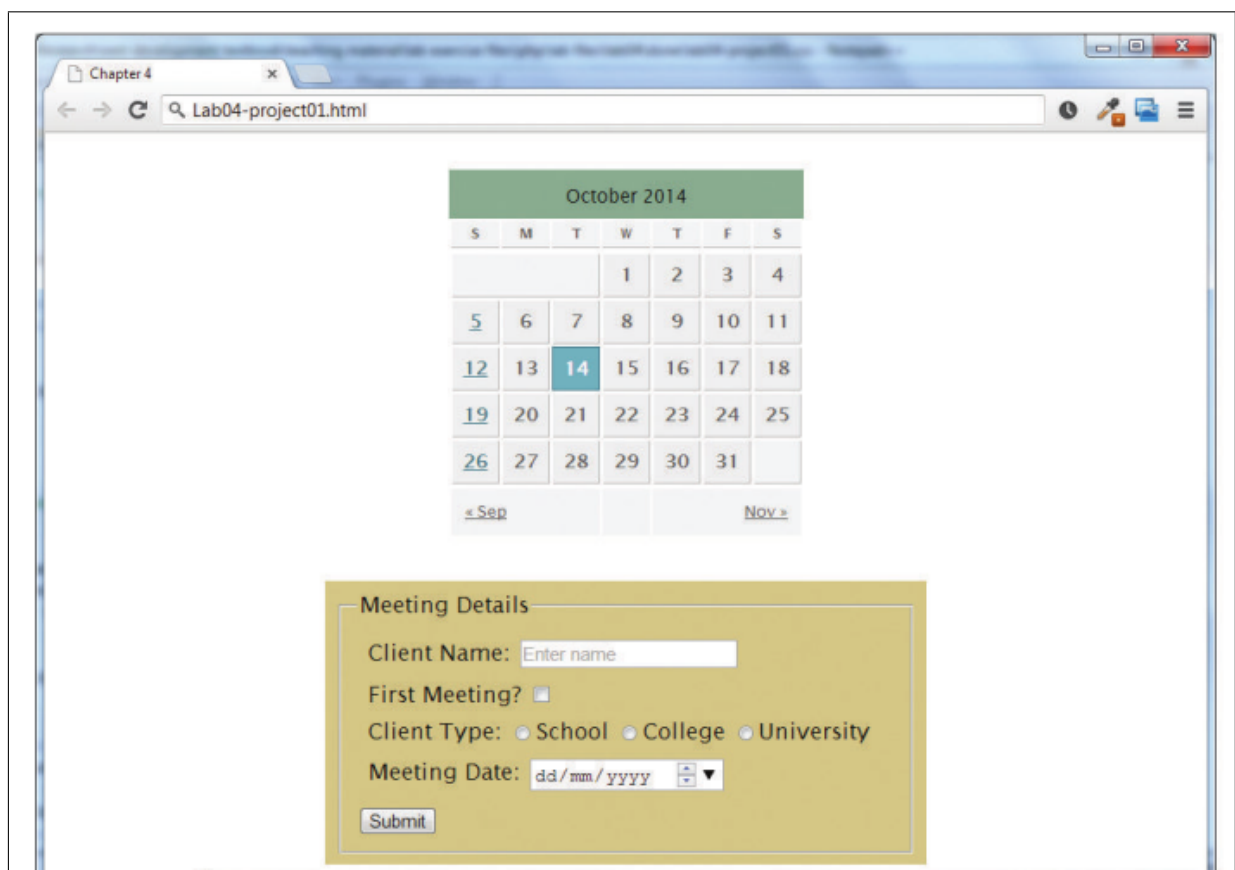 Chapter 4
Lab04-project01.html
October 2014
S M T W T F S
1 2 3 4
5 6 7 8 9 10 11
12 13 14 15 16 17 18
19 20 21 22 23 24 25
26 27 28 29 30 31
« Sep Nov »
Meeting Details
Client Name: Enter name
First Meeting?
Client Type: School College University
Meeting Date: dd/mm/yyyy
Submit